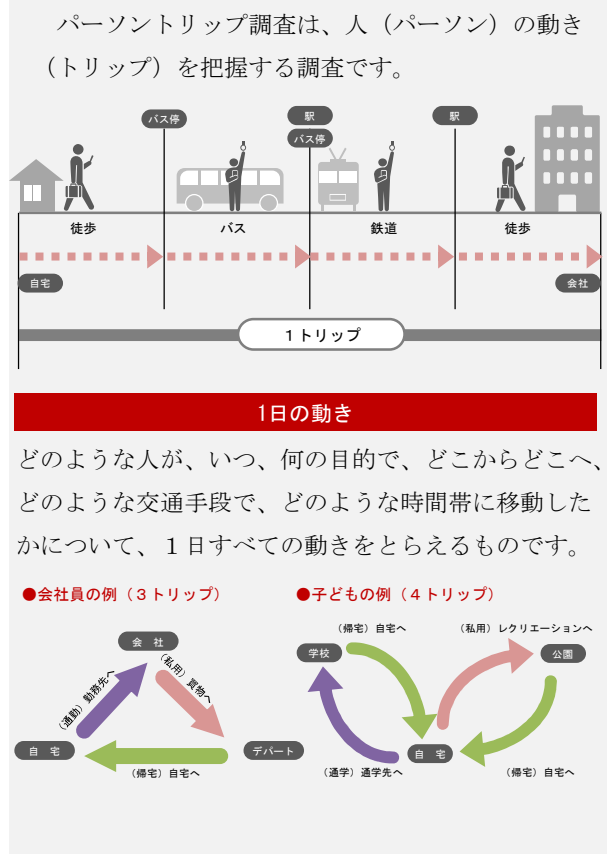 パーソントリップ調査は、人（パーソン）の動き
（トリップ）を把握する調査です。
バス停
駅
バス停
駅
徒歩
バス
鉄道
徒歩
自宅
会社
１トリップ
1日の動き
どのような人が、いつ、何の目的で、どこからどこへ、
どのような交通手段で、どのような時間帯に移動した
かについて、１日すべての動きをとらえるものです。
●会社員の例（３トリップ）
会 社
（通勤）勤務先へ
（私用）買物へ
自 宅
デパート
（帰宅）自宅へ
●子どもの例（４トリップ）
（帰宅）自宅へ
（私用）レクリエーションへ
学校
公園
自 宅
（通学）通学先へ
（帰宅）自宅へ